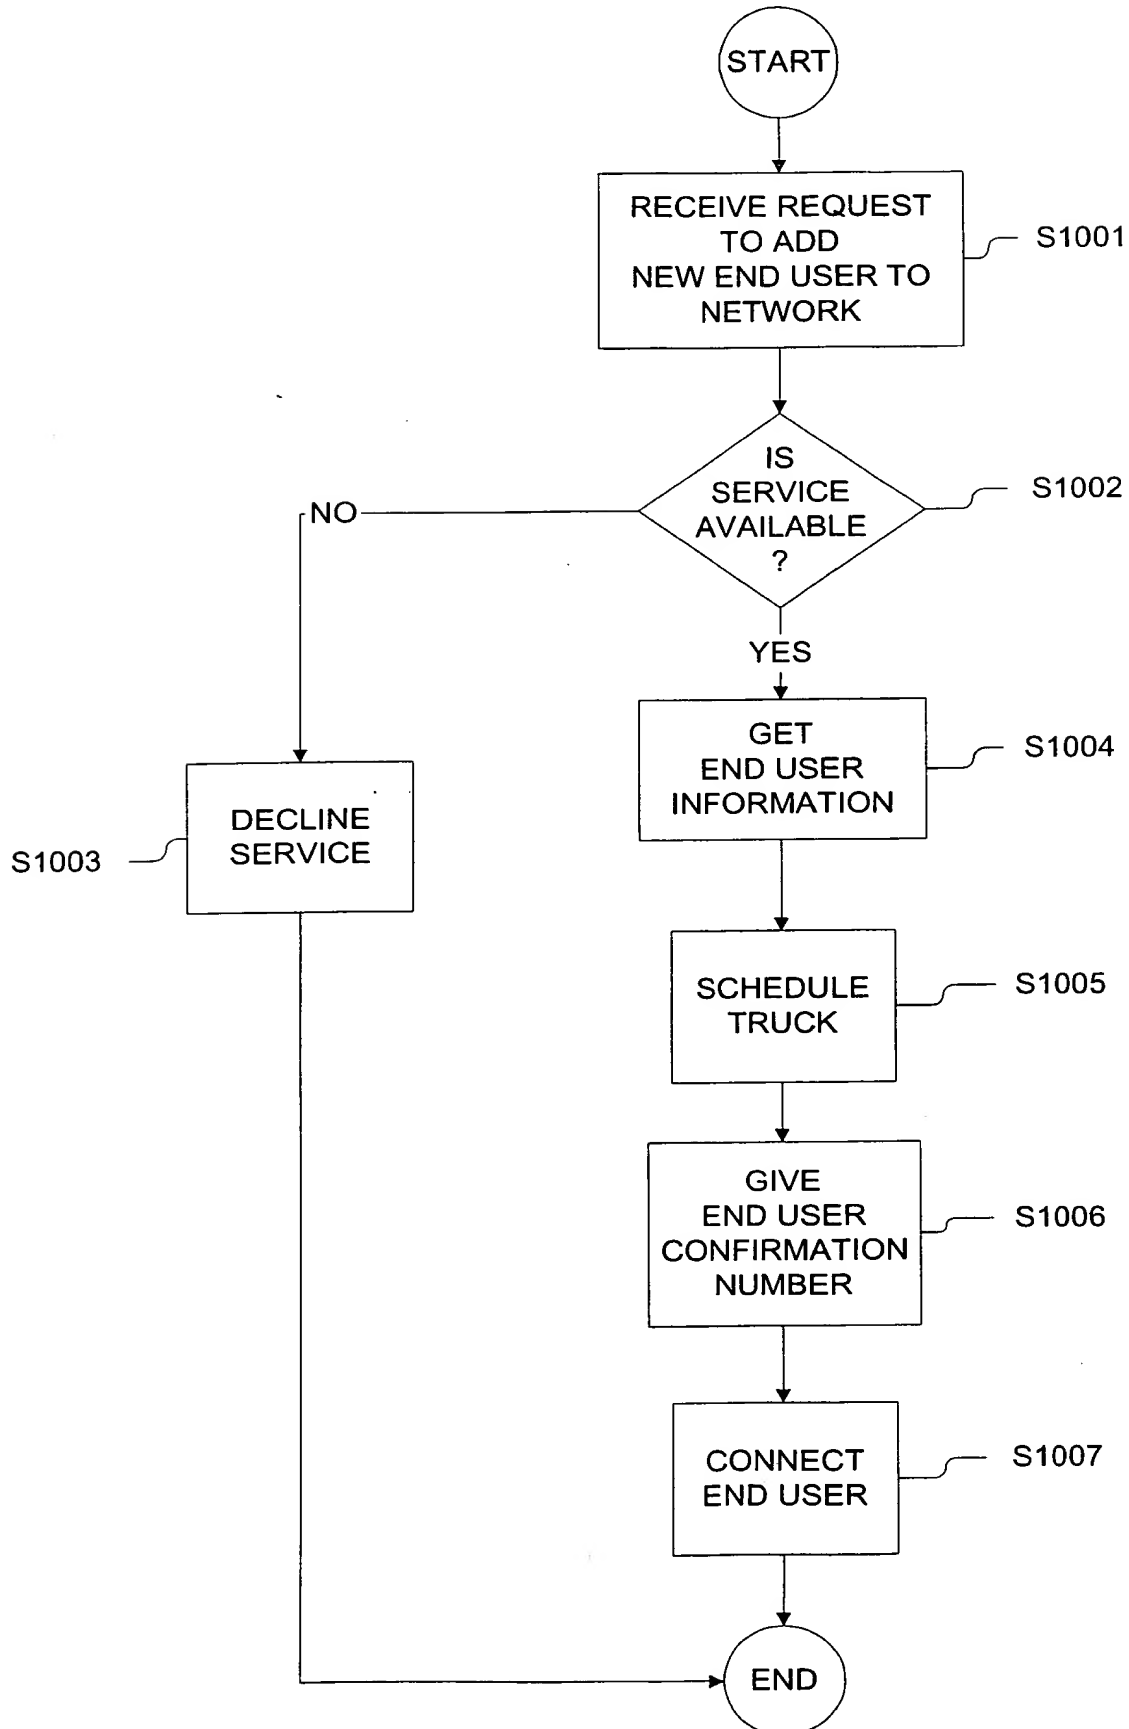 START
RECEIVE REQUEST
TO ADD
NEW END USER TO
NETWORK
S1001
IS
SERVICE
AVAILABLE
?
S1002
NO
YES
GET
END USER
INFORMATION
S1004
DECLINE
SERVICE
S1003
SCHEDULE
TRUCK
S1005
GIVE
END USER
CONFIRMATION
NUMBER
S1006
CONNECT
END USER
S1007
END